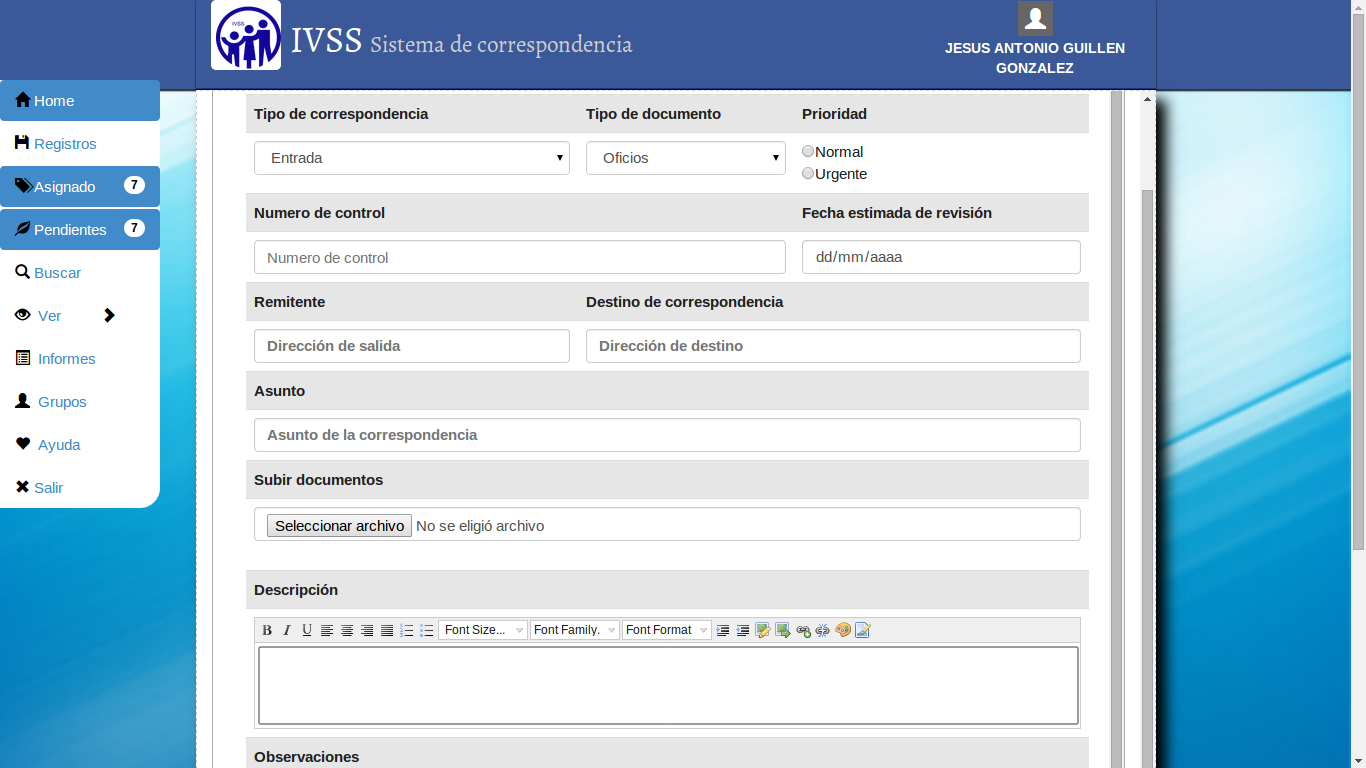 IVSS
IVSS Sistema de correspondencia
JESUS ANTONIO GUILLEN
GONZALEZ
Home
Registros
Asignado 7
Pendientes 7
Buscar
Ver
Informes
Grupos
Ayuda
Salir
Tipo de correspondencia Tipo de documento Prioridad
Entrada Oficios Normal
Urgente
Numero de control Fecha estimada de revisión
Numero de control dd/mm/aaaa
Remitente Destino de correspondencia
Dirección de salida Dirección de destino
Asunto
Asunto de la correspondencia
Subir documentos
Seleccionar archivo No se eligió archivo
Descripción
B I U Font Size... Font Family. Font Format
Observaciones